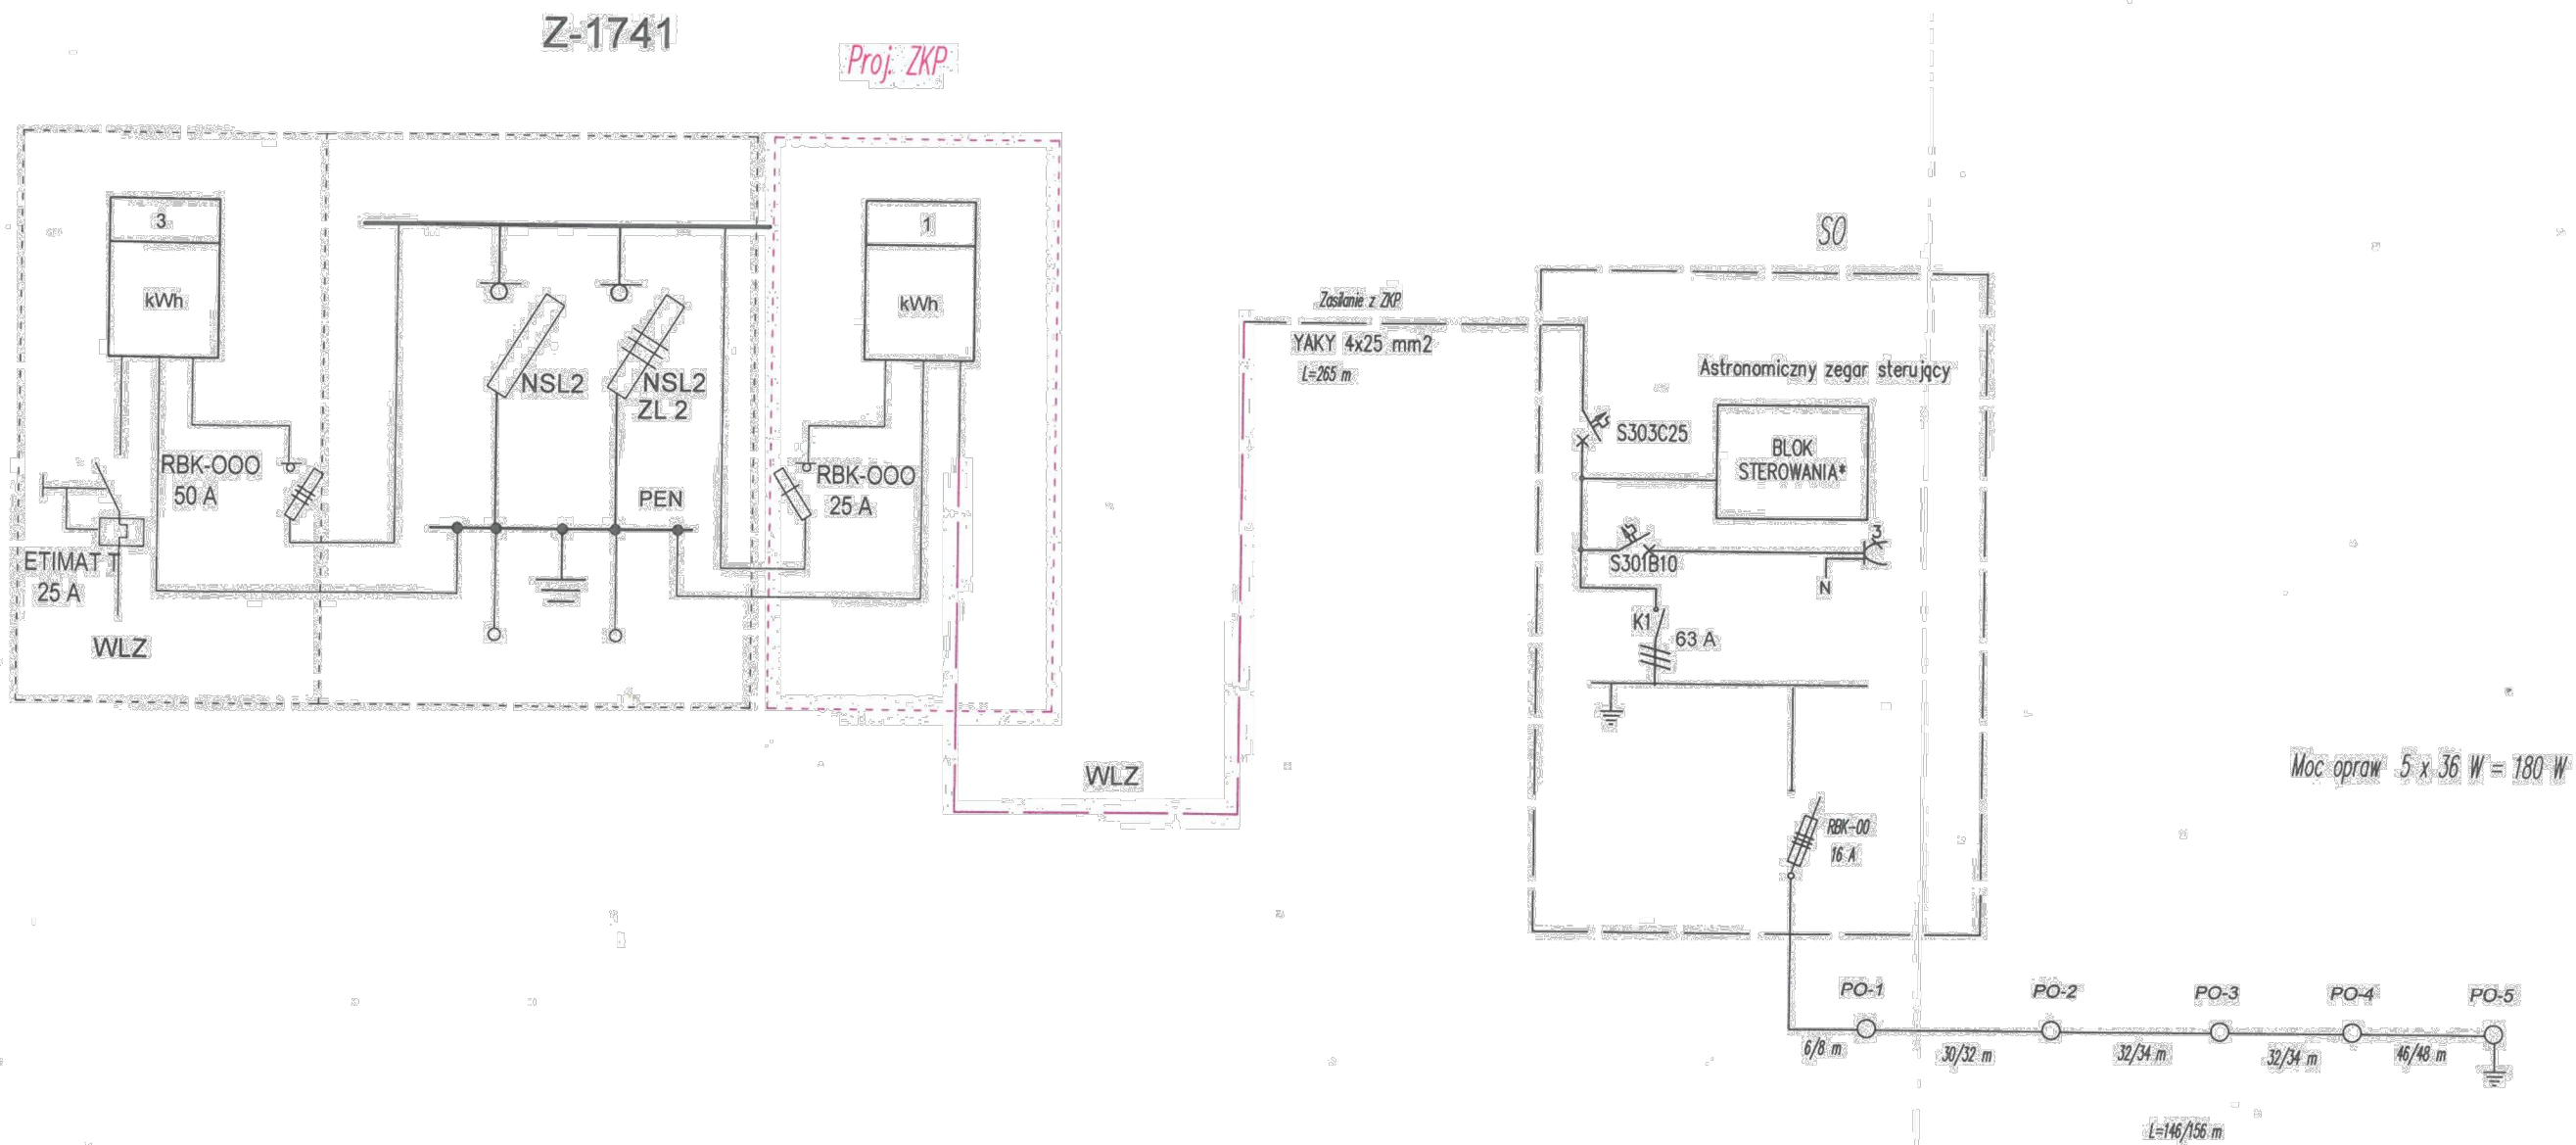 Z-1741
Proj. ZKP
3
kWh
RBK-OOO
50 A
ETIMAT T
25 A
WLZ
NSL2
NSL2
ZL 2
PEN
1
kWh
RBK-OOO
25 A
WLZ
Zasilanie z ZKP
YAKY 4x25 mm2
L=265 m
SO
Astronomiczny zegar sterujący
S303C25
BLOK
STEROWANIA*
S301B10
3
N
K1
63 A
RBK-00
16 A
Moc opraw 5 x 36 W = 180 W
PO-1
PO-2
PO-3
PO-4
PO-5
6/8 m
30/32 m
32/34 m
32/34 m
46/48 m
L=146/156 m